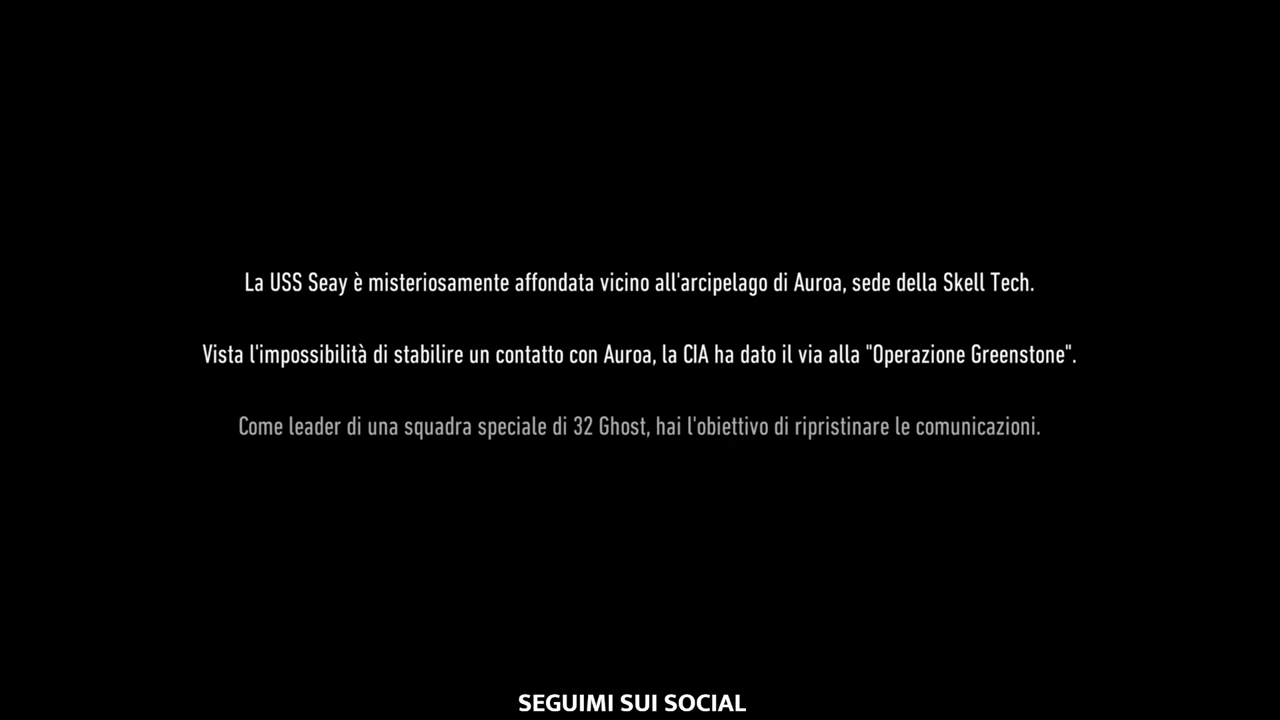 La USS Seay è misteriosamente affondata vicino all'arcipelago di Auroa, sede della Skell Tech.
Vista l'impossibilità di stabilire un contatto con Auroa, la CIA ha dato il via alla "Operazione Greenstone".
Come leader di una squadra speciale di 32 Ghost, hai l'obiettivo di ripristinare le comunicazioni.
SEGUIMI SUI SOCIAL